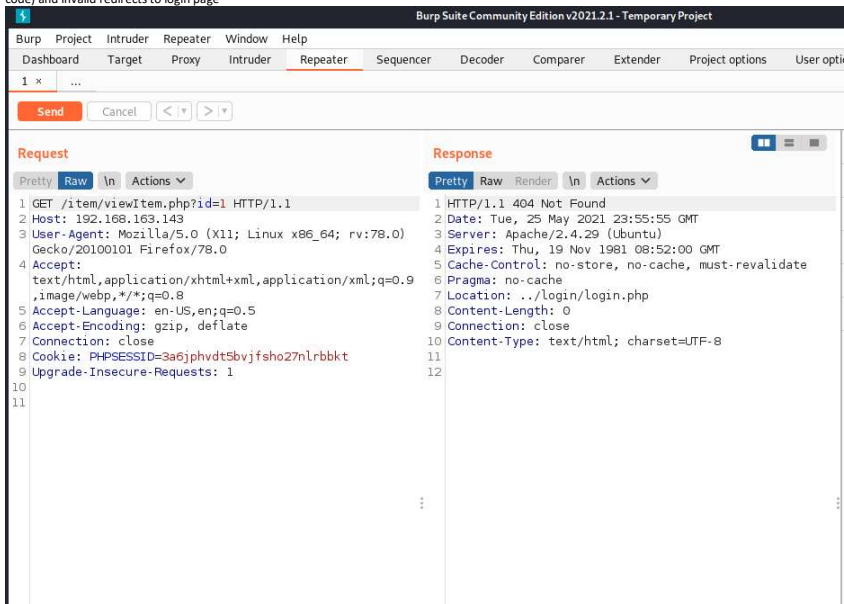 code) and invalid redirects to login page
Burp Suite Community Edition v2021.2.1 - Temporary Project
Burp Project Intruder Repeater Window Help
Dashboard Target Proxy Intruder Repeater Sequencer Decoder Comparer Extender Project options User opti
1 × ...
Send Cancel < ▼ > ▼
Request
Pretty Raw \n Actions
1 GET /item/viewItem.php?id=1 HTTP/1.1
2 Host: 192.168.163.143
3 User-Agent: Mozilla/5.0 (X11; Linux x86_64; rv:78.0)
Gecko/20100101 Firefox/78.0
4 Accept:
text/html,application/xhtml+xml,application/xml;q=0.9
,image/webp,*/*;q=0.8
5 Accept-Language: en-US,en;q=0.5
6 Accept-Encoding: gzip, deflate
7 Connection: close
8 Cookie: PHPSESSID=3a6jphvdt5bvjfsho27nlrbbkt
9 Upgrade-Insecure-Requests: 1
10
11
Response
Pretty Raw Render \n Actions
1 HTTP/1.1 404 Not Found
2 Date: Tue, 25 May 2021 23:55:55 GMT
3 Server: Apache/2.4.29 (Ubuntu)
4 Expires: Thu, 19 Nov 1981 08:52:00 GMT
5 Cache-Control: no-store, no-cache, must-revalidate
6 Pragma: no-cache
7 Location: ../login/login.php
8 Content-Length: 0
9 Connection: close
10 Content-Type: text/html; charset=UTF-8
11
12